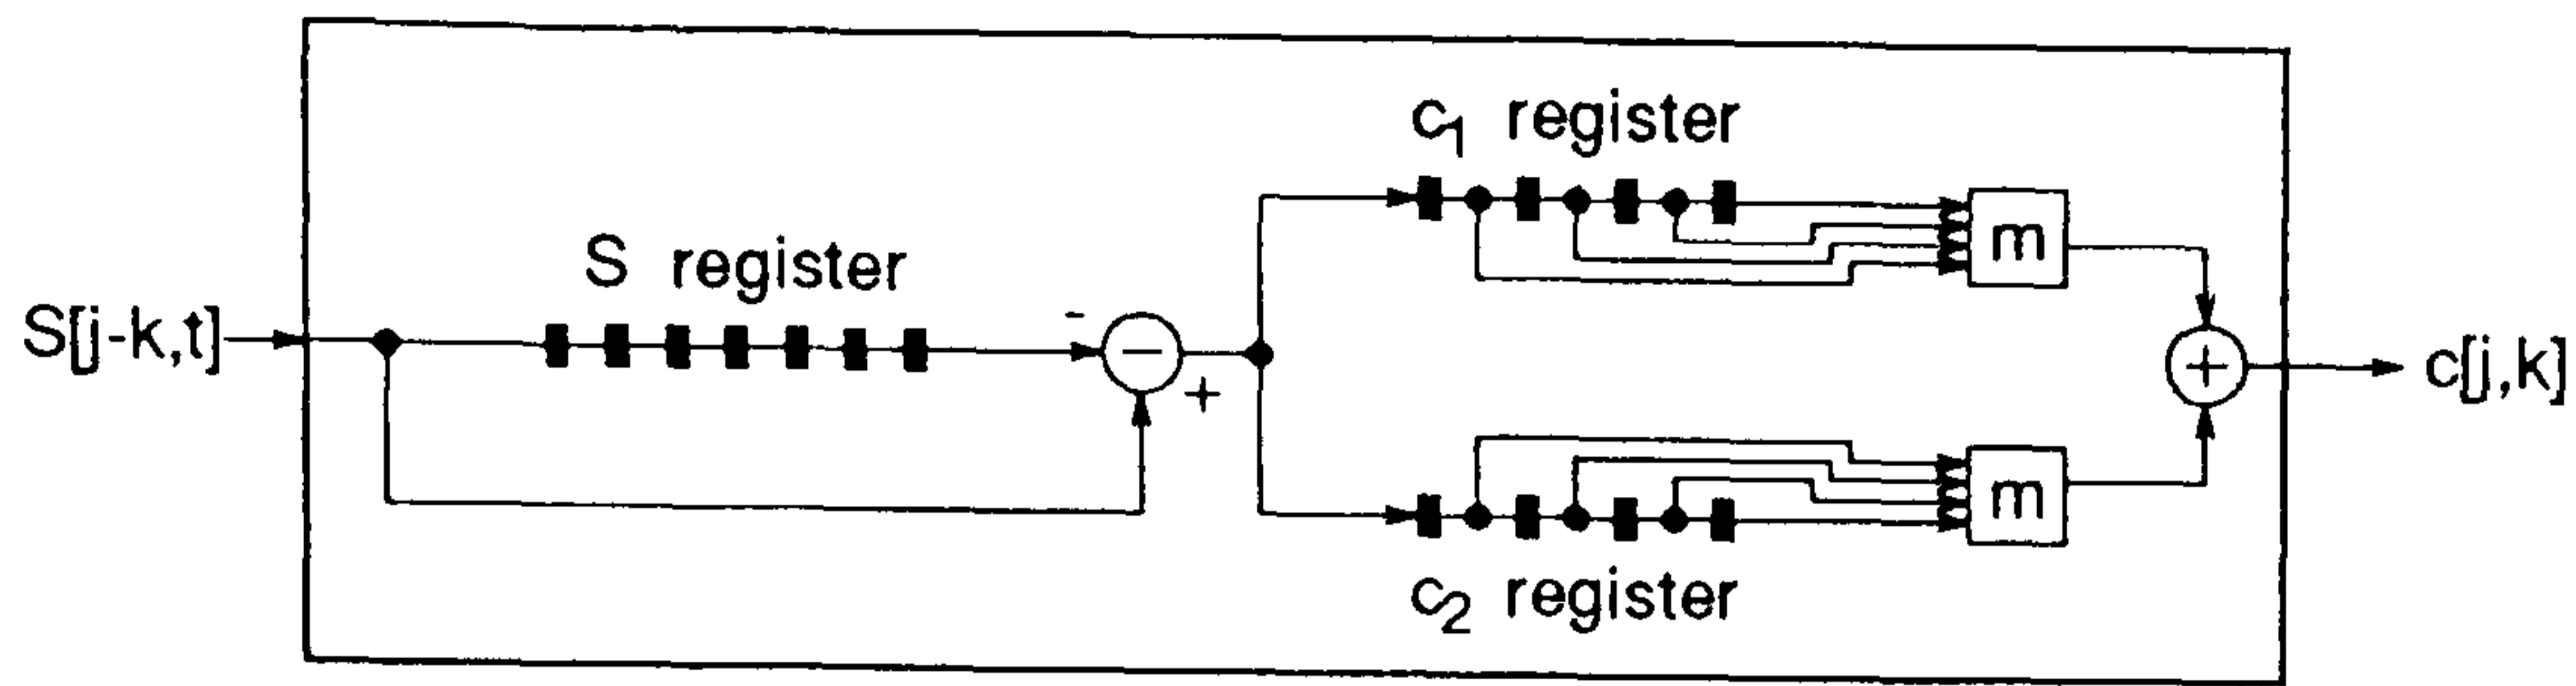 c1 register
m
S register
S[j-k,t]
-
−
+
+
c[j,k]
m
c2 register